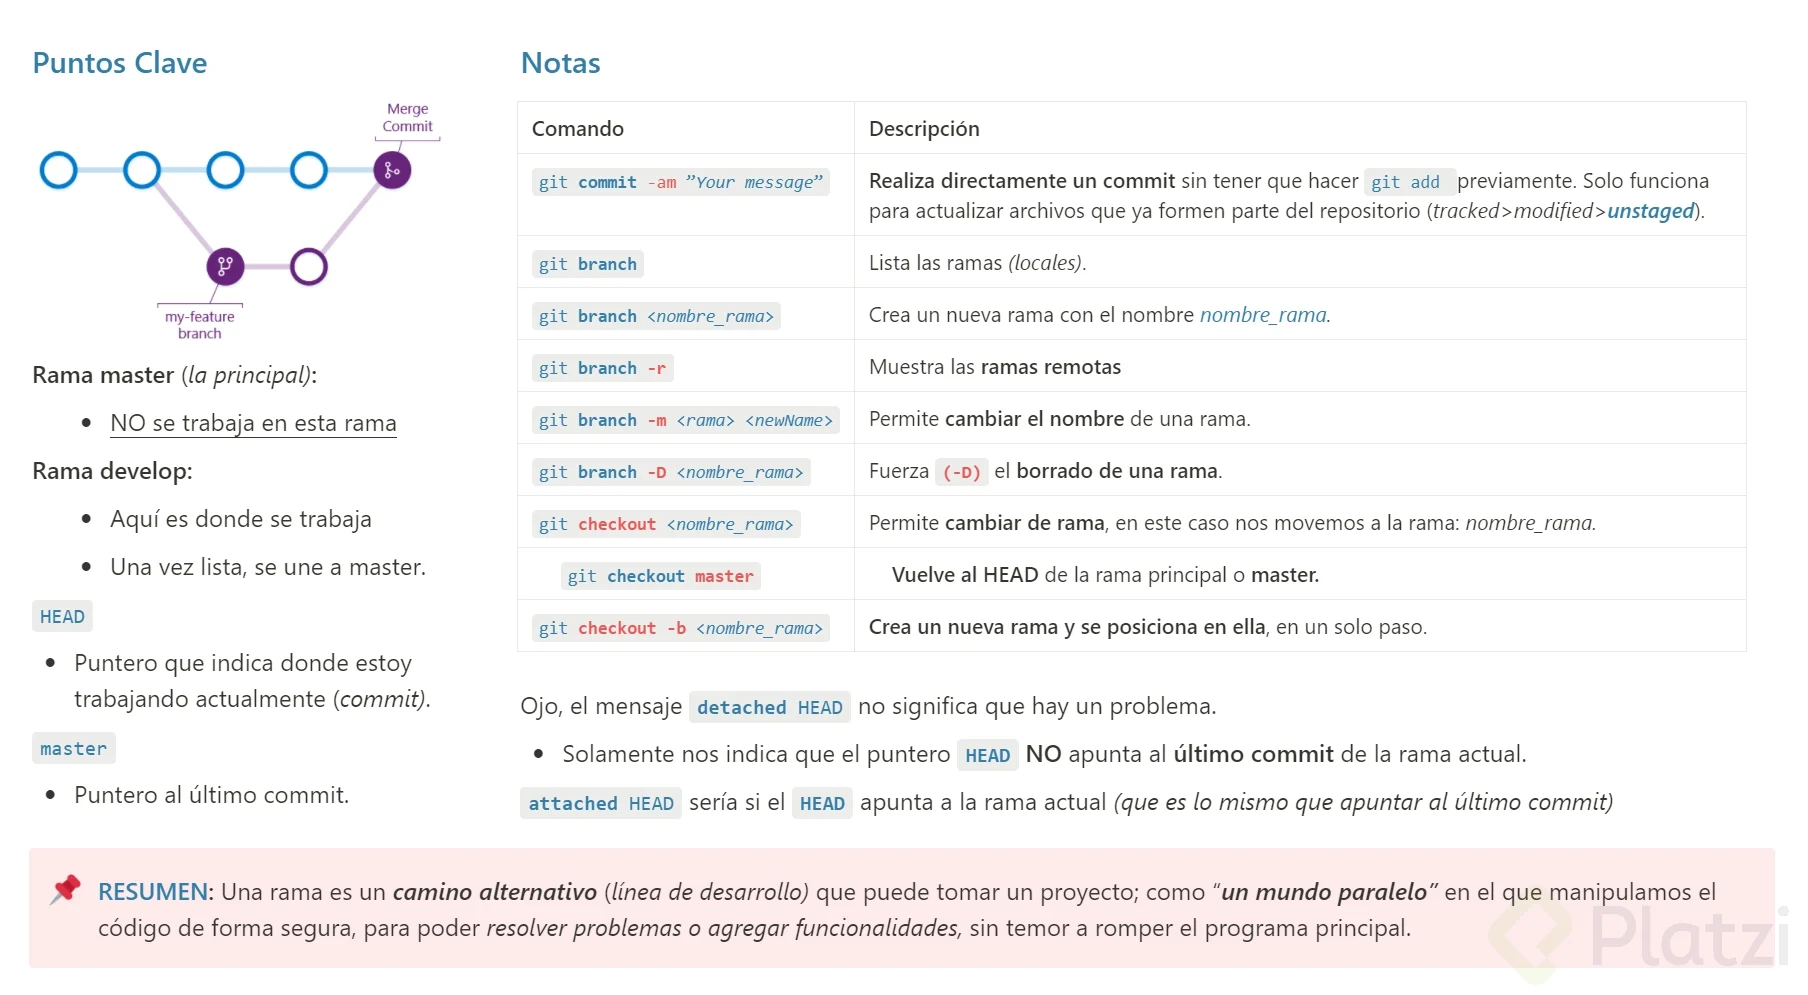 Puntos Clave
Merge
Commit
my-feature
branch
Rama master (la principal):
• NO se trabaja en esta rama
Rama develop:
• Aquí es donde se trabaja
• Una vez lista, se une a master.
HEAD
• Puntero que indica donde estoy
trabajando actualmente (commit).
master
• Puntero al último commit.
Notas
Comando Descripción
git commit -am ”Your message” Realiza directamente un commit sin tener que hacer git add previamente. Solo funciona
para actualizar archivos que ya formen parte del repositorio (tracked>modified>unstaged).
git branch Lista las ramas (locales).
git branch <nombre_rama> Crea un nueva rama con el nombre nombre_rama.
git branch -r Muestra las ramas remotas
git branch -m <rama> <newName> Permite cambiar el nombre de una rama.
git branch -D <nombre_rama> Fuerza (-D) el borrado de una rama.
git checkout <nombre_rama> Permite cambiar de rama, en este caso nos movemos a la rama: nombre_rama.
git checkout master Vuelve al HEAD de la rama principal o master.
git checkout -b <nombre_rama> Crea un nueva rama y se posiciona en ella, en un solo paso.
Ojo, el mensaje detached HEAD no significa que hay un problema.
• Solamente nos indica que el puntero HEAD NO apunta al último commit de la rama actual.
attached HEAD sería si el HEAD apunta a la rama actual (que es lo mismo que apuntar al último commit)
RESUMEN: Una rama es un camino alternativo (línea de desarrollo) que puede tomar un proyecto; como “un mundo paralelo” en el que manipulamos el
código de forma segura, para poder resolver problemas o agregar funcionalidades, sin temor a romper el programa principal.
Platzi